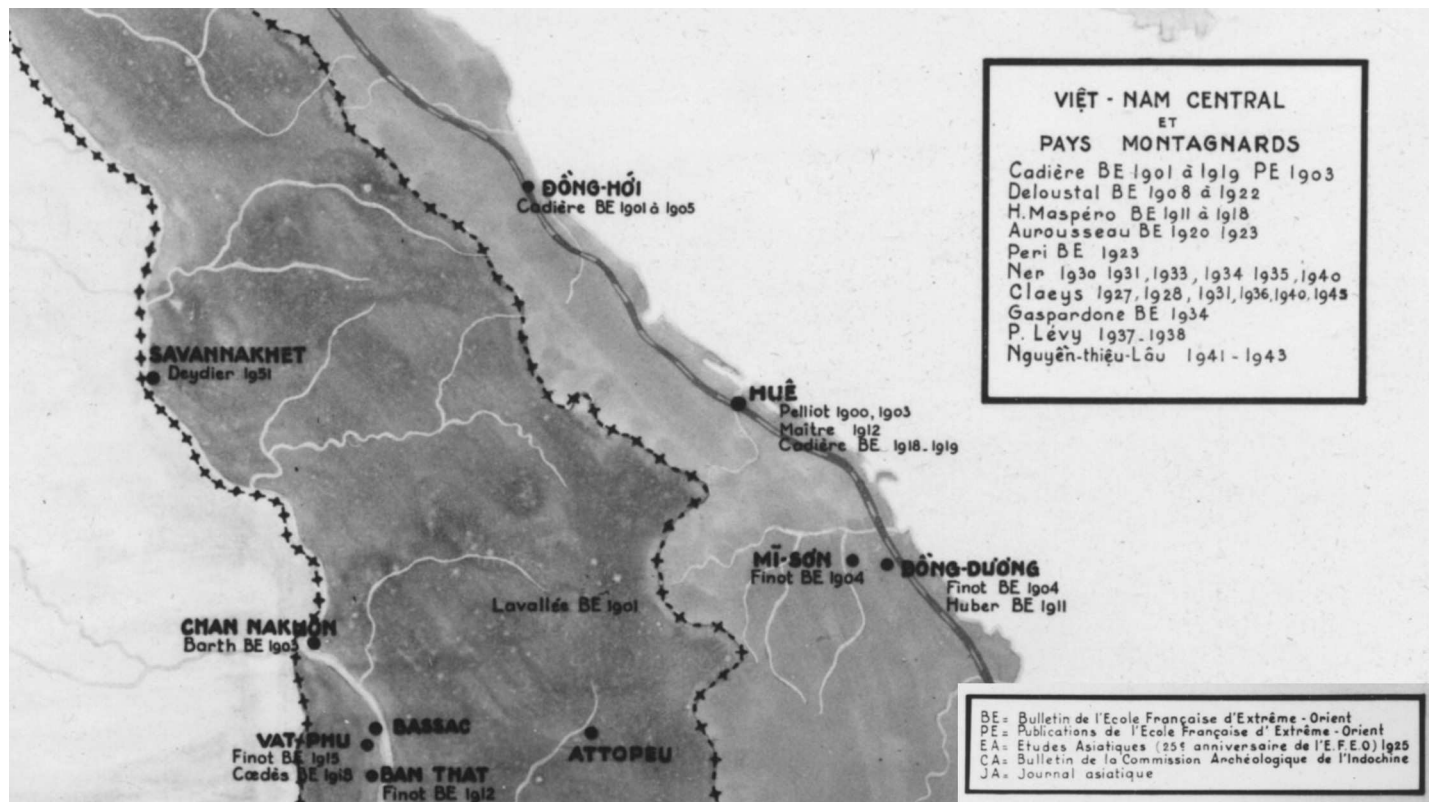 VIỆT - NAM CENTRAL
ET
PAYS MONTAGNARDS
Cadière BE 1901 à 1919 PE 1903
Deloustal BE 1908 à 1922
H. Maspéro BE 1911 à 1918
Aurousseau BE 1920 1923
Peri BE 1923
Ner 1930 1931, 1933, 1934 1935, 1940
Claeys 1927, 1928, 1931, 1936, 1940, 1945
Gaspardone BE 1934
P. Lévy 1937-1938
Nguyễn-thiệu-Lâu 1941 - 1943
ĐỒNG-HỚI
Cadière BE 1901 à 1905
SAVANNAKHET
Deydier 1951
HUÊ
Pelliot 1900, 1903
Maître 1912
Cadière BE 1918-1919
MĪ-SƠN
Finot BE 1904
ĐỒNG-DƯƠNG
Finot BE 1904
Huber BE 1911
Lavallée BE 1901
CHAN NAKHÔN
Barth BE 1903
BASSAC
VAT-PHU
Finot BE 1915
Cœdès BE 1918
BAN THAT
Finot BE 1912
ATTOPEU
BE = Bulletin de l'Ecole Française d'Extrême - Orient
PE = Publications de l'Ecole Française d'Extrême - Orient
EA = Etudes Asiatiques (25e anniversaire de l'E.F.E.O) 1925
CA = Bulletin de la Commission Archéologique de l'Indochine
JA = Journal asiatique